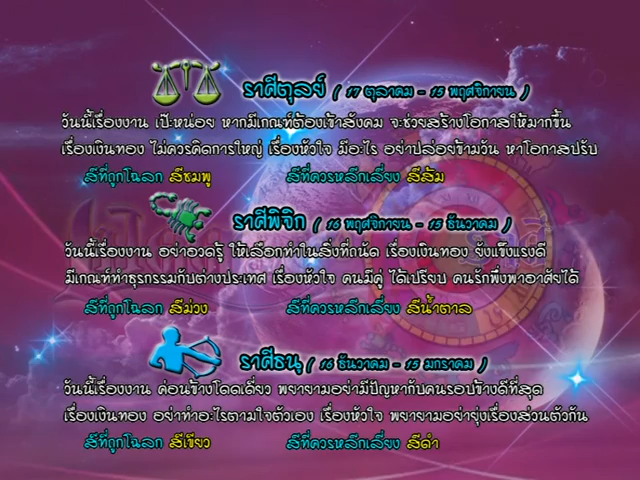 ราศีตุลย์ ( 17 ตุลาคม - 15 พฤศจิกายน )
วันนี้เรื่องงาน เป๊ะหน่อย หากมีเกณฑ์ต้องเข้าสังคม จะช่วยสร้างโอกาสให้มากขึ้น
เรื่องเงินทอง ไม่ควรคิดการใหญ่ เรื่องหัวใจ มีอะไร อย่าปล่อยข้ามวัน หาโอกาสปรับ
สีที่ถูกโฉลก สีชมพู สีที่ควรหลีกเลี่ยง สีส้ม
ราศีพิจิก ( 16 พฤศจิกายน - 15 ธันวาคม )
วันนี้เรื่องงาน อย่าอวดรู้ ให้เลือกทำในสิ่งที่ถนัด เรื่องเงินทอง ยังแข็งแรงดี
มีเกณฑ์ทำธุรกรรมกับต่างประเทศ เรื่องหัวใจ คนมีคู่ ได้เปรียบ คนรักพึ่งพาอาศัยได้
สีที่ถูกโฉลก สีม่วง สีที่ควรหลีกเลี่ยง สีน้ำตาล
ราศีธนู ( 16 ธันวาคม - 15 มกราคม )
วันนี้เรื่องงาน ค่อนข้างโดดเดี่ยว พยายามอย่ามีปัญหากับคนรอบข้างดีที่สุด
เรื่องเงินทอง อย่าทำอะไรตามใจตัวเอง เรื่องหัวใจ พยายามอย่ายุ่งเรื่องส่วนตัวกัน
สีที่ถูกโฉลก สีเขียว สีที่ควรหลีกเลี่ยง สีดำ